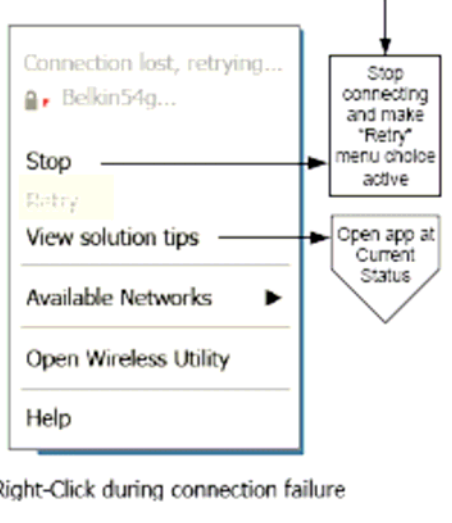 Connection lost, retrying...
Belkin54g...
Stop
Retry
View solution tips
Available Networks
Open Wireless Utility
Help
Stop
connecting
and make
"Retry"
menu choice
active
Open app at
Current
Status
Right-Click during connection failure